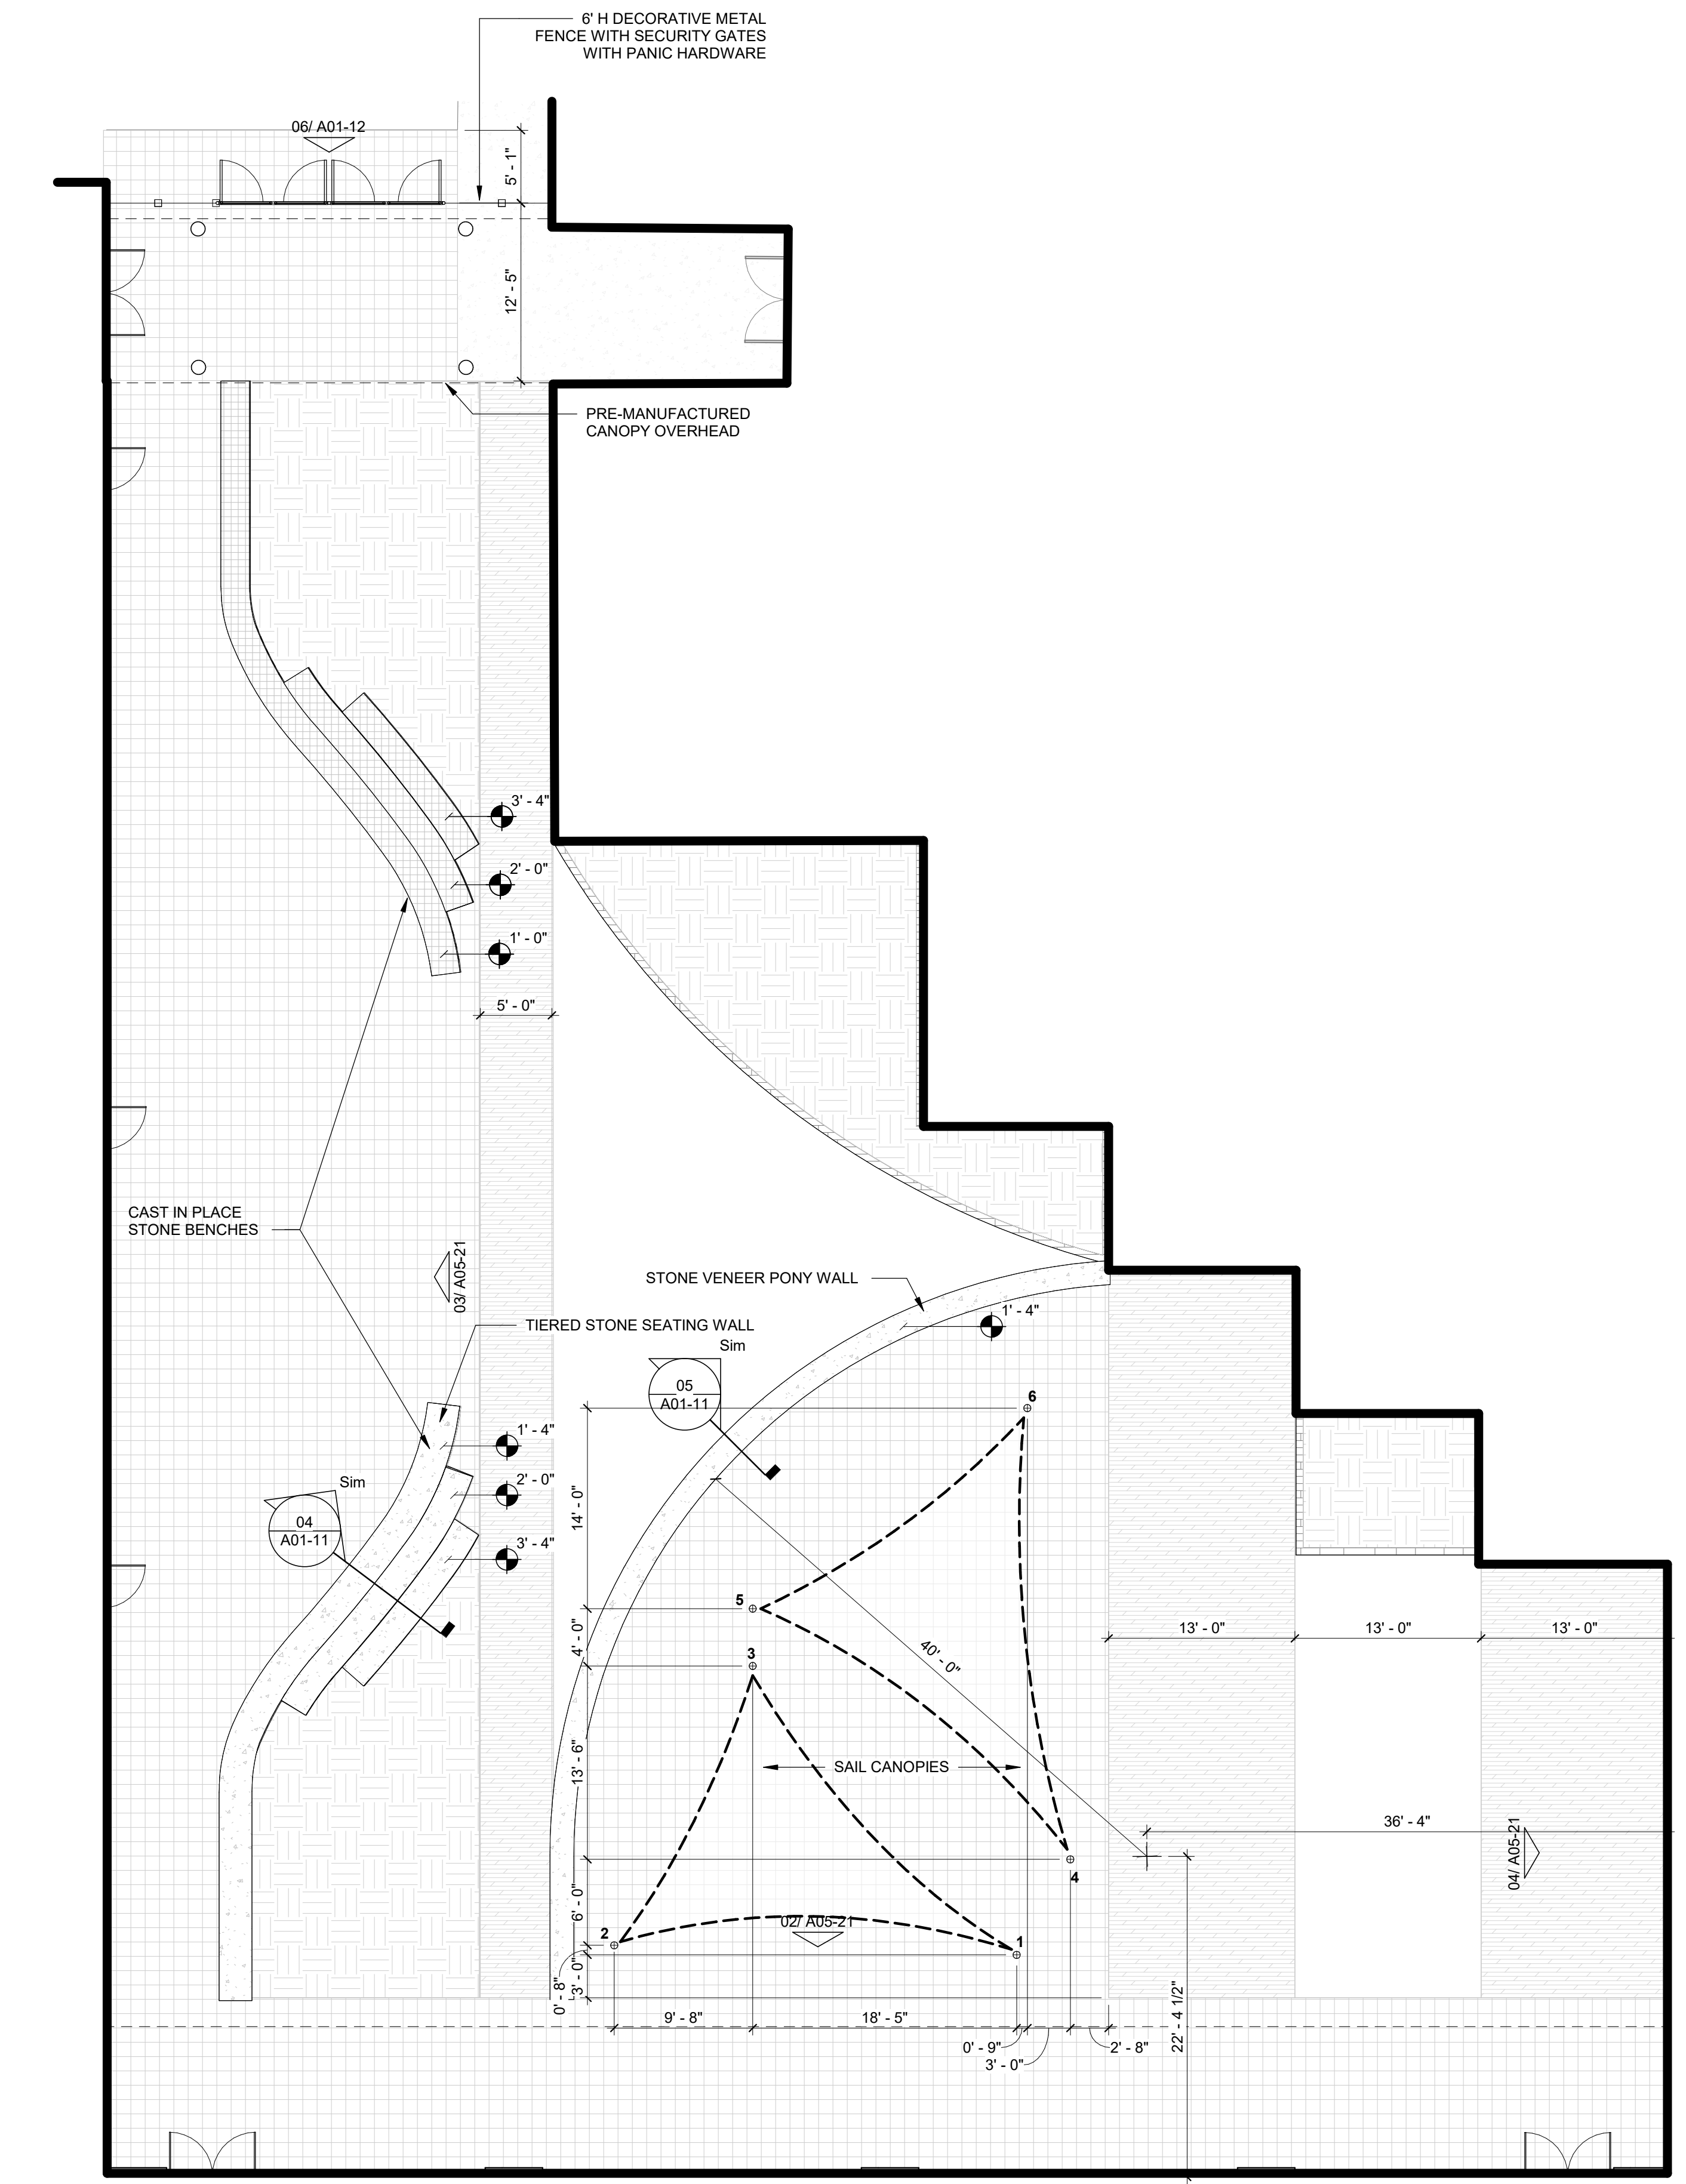 6' H DECORATIVE METAL
FENCE WITH SECURITY GATES
WITH PANIC HARDWARE
06/ A01-12
5' - 1"
12' - 5"
PRE-MANUFACTURED
CANOPY OVERHEAD
3' - 4"
2' - 0"
1' - 0"
5' - 0"
CAST IN PLACE
STONE BENCHES
03/ A05-21
STONE VENEER PONY WALL
1' - 4"
TIERED STONE SEATING WALL
Sim
05
A01-11
6
1' - 4"
Sim
2' - 0"
04
A01-11
3' - 4"
14' - 0"
5
4' - 0"
3
40' - 0"
13' - 0"
13' - 0"
13' - 0"
13' - 6"
SAIL CANOPIES
36' - 4"
04/ A05-21
4
6' - 0"
2
02/ A05-21
1
0' - 8"
3' - 0"
9' - 8"
18' - 5"
0' - 9"
3' - 0"
2' - 8"
22' - 4 1/2"